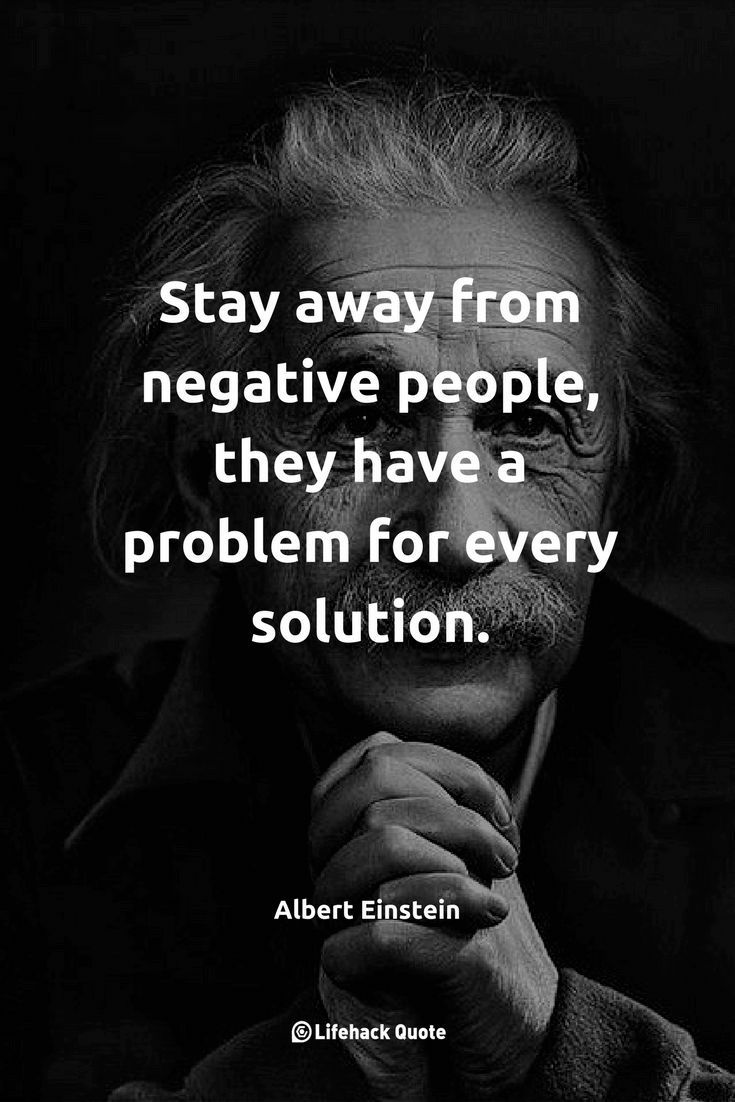 Stay away from
negative people,
they have a
problem for every
solution.
Albert Einstein
Lifehack Quote